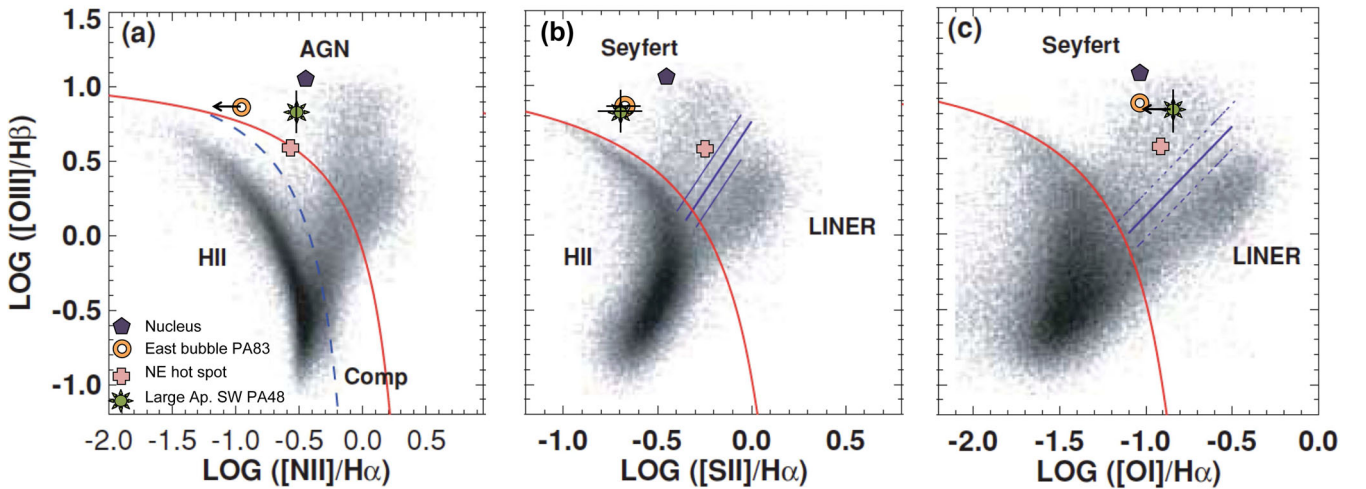 (a)
AGN
HII
Comp
Nucleus
East bubble PA83
NE hot spot
Large Ap. SW PA48
LOG ([OIII]/Hβ)
1.5
1.0
0.5
0.0
-0.5
-1.0
-2.0 -1.5 -1.0 -0.5 0.0 0.5
LOG ([NII]/Hα)
(b)
Seyfert
HII
LINER
-1.0 -0.5 0.0 0.5
LOG ([SII]/Hα)
(c)
Seyfert
LINER
-2.0 -1.5 -1.0 -0.5 0.0
LOG ([OI]/Hα)